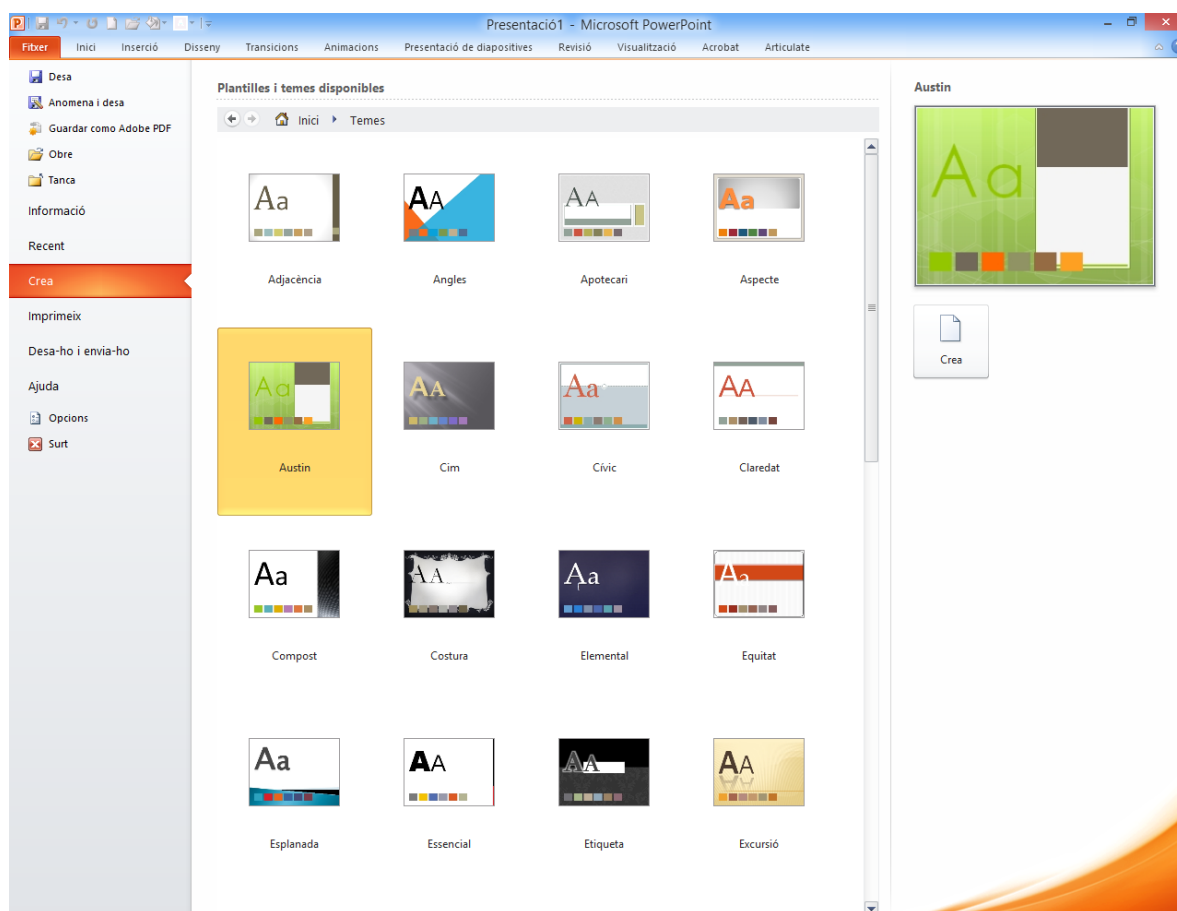 Presentació1 - Microsoft PowerPoint
Fitxer Inici Inserció Disseny Transicions Animacions Presentació de diapositives Revisió Visualització Acrobat Articulate
Desa
Anomena i desa
Guardar como Adobe PDF
Obre
Tanca
Informació
Recent
Crea
Imprimeix
Desa-ho i envia-ho
Ajuda
Opcions
Surt
Plantilles i temes disponibles
Inici Temes
Aa AA AA Aa
Adjacència Angles Apotecari Aspecte
Aa AA Aa AA
Austin Cim Cívic Claredat
Aa AA Aa Aa
Compost Costura Elemental Equitat
Aa AA AA AA
Esplanada Essencial Etiqueta Excursió
Austin
Aa
Crea